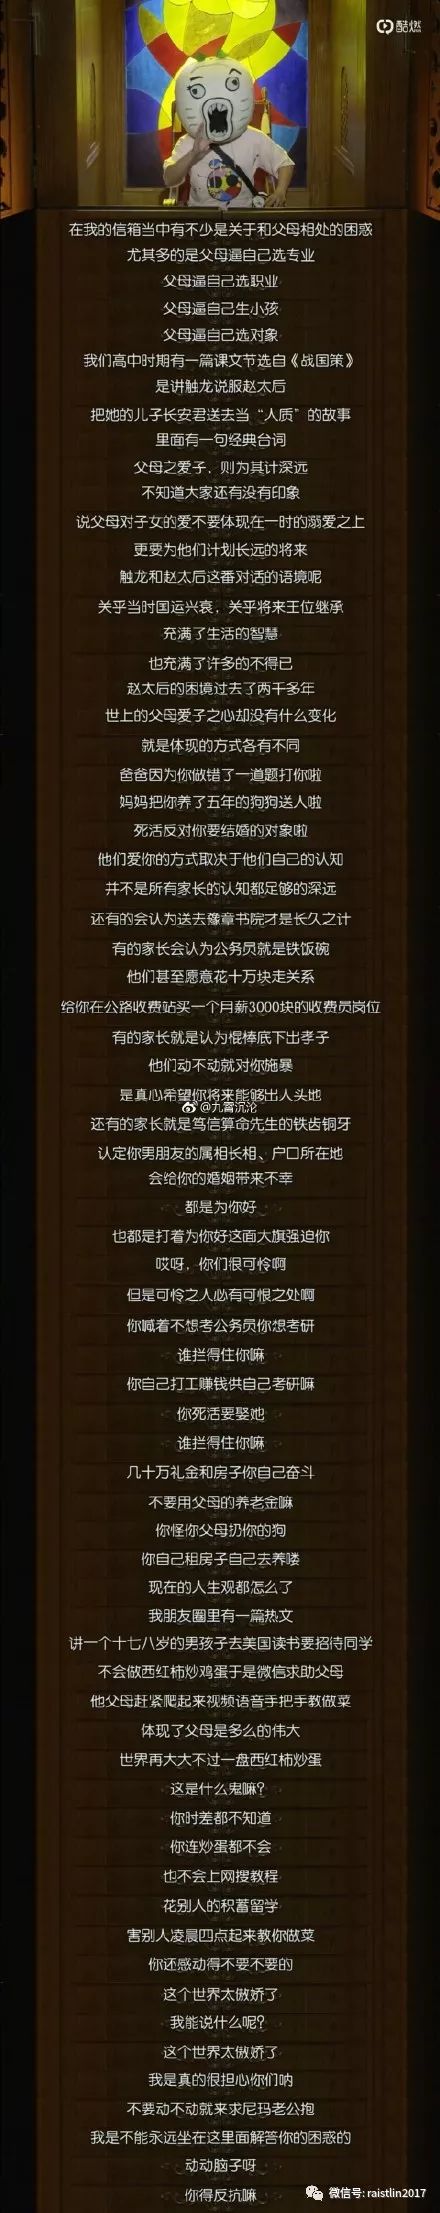 酷燃
在我的信箱当中有不少是关于和父母相处的困惑
尤其多的是父母逼自己选专业
父母逼自己选职业
父母逼自己生小孩
父母逼自己选对象
我们高中时期有一篇课文节选自《战国策》
是讲触龙说服赵太后
把她的儿子长安君送去当“人质”的故事
里面有一句经典台词
父母之爱子，则为其计深远
不知道大家还有没有印象
说父母对子女的爱不要体现在一时的溺爱之上
更要为他们计划长远的将来
触龙和赵太后这番对话的语境呢
关乎当时国运兴衰，关乎将来王位继承
充满了生活的智慧
也充满了许多的不得已
赵太后的困境过去了两千多年
世上的父母爱子之心却没有什么变化
就是体现的方式各有不同
爸爸因为你做错了一道题打你啦
妈妈把你养了五年的狗狗送人啦
死活反对你要结婚的对象啦
他们爱你的方式取决于他们自己的认知
并不是所有家长的认知都足够的深远
还有的会认为送去豫章书院才是长久之计
有的家长会认为公务员就是铁饭碗
他们甚至愿意花十万块走关系
给你在公路收费站买一个月薪3000块的收费员岗位
有的家长就是认为棍棒底下出孝子
他们动不动就对你施暴
是真心希望你将来能够出人头地
@九霄沉沦
还有的家长就是笃信算命先生的铁齿铜牙
认定你男朋友的属相长相、户口所在地
会给你的婚姻带来不幸
都是为你好
也都是打着为你好这面大旗强迫你
哎呀，你们很可怜啊
但是可怜之人必有可恨之处啊
你喊着不想考公务员你想考研
谁拦得住你嘛
你自己打工赚钱供自己考研嘛
你死活要娶她
谁拦得住你嘛
几十万礼金和房子你自己奋斗
不要用父母的养老金嘛
你怪你父母扔你的狗
你自己租房子自己去养喽
现在的人生观都怎么了
我朋友圈里有一篇热文
讲一个十七八岁的男孩子去美国读书要招待同学
不会做西红柿炒鸡蛋于是微信求助父母
他父母赶紧爬起来视频语音手把手教做菜
体现了父母是多么的伟大
世界再大大不过一盘西红柿炒蛋
这是什么鬼嘛？
你时差都不知道
你连炒蛋都不会
也不会上网搜教程
花别人的积蓄留学
害别人凌晨四点起来教你做菜
你还感动得不要不要的
这个世界太傲娇了
我能说什么呢？
这个世界太傲娇了
我是真的很担心你们呐
不要动不动就来求尼玛老公抱
我是不能永远坐在这里面解答你的困惑的
动动脑子呀
你得反抗嘛
微信号: raistlin2017